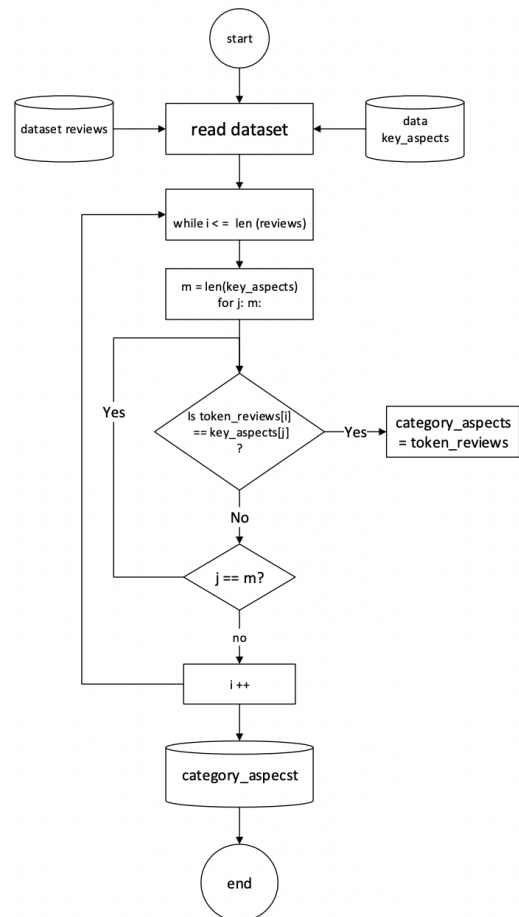 start
dataset reviews
read dataset
data
key_aspects
while i < = len (reviews)
m = len(key_aspects)
for j: m:
Is token_reviews[i]
== key_aspects[j]
?
Yes
Yes
category_aspects
= token_reviews
No
j == m?
no
i ++
category_aspecst
end